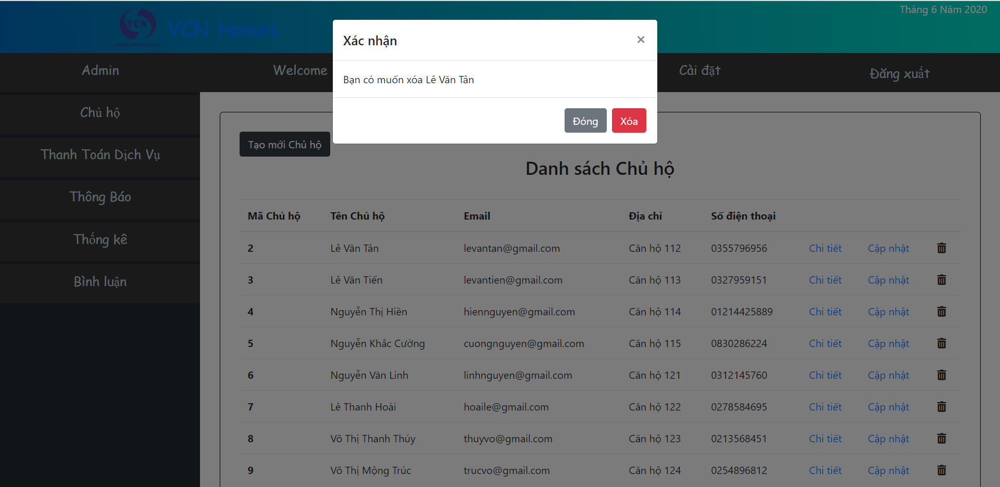 Tháng 6 Năm 2020
VCN
VCN Homes
Xác nhận ×
Bạn có muốn xóa Lê Văn Tân
Đóng Xóa
Admin Welcome Cài đặt Đăng xuất
Chủ hộ
Thanh Toán Dịch Vụ
Thông Báo
Thống kê
Bình luận
Tạo mới Chủ hộ
Danh sách Chủ hộ
Mã Chủ hộ Tên Chủ hộ Email Địa chỉ Số điện thoại
2 Lê Văn Tân levantan@gmail.com Căn hộ 112 0355796956 Chi tiết Cập nhật
3 Lê Văn Tiến levantien@gmail.com Căn hộ 113 0327959151 Chi tiết Cập nhật
4 Nguyễn Thị Hiền hiennguyen@gmail.com Căn hộ 114 01214425889 Chi tiết Cập nhật
5 Nguyễn Khắc Cường cuongnguyen@gmail.com Căn hộ 115 0830286224 Chi tiết Cập nhật
6 Nguyễn Văn Linh linhnguyen@gmail.com Căn hộ 121 0312145760 Chi tiết Cập nhật
7 Lê Thanh Hoài hoaile@gmail.com Căn hộ 122 0278584695 Chi tiết Cập nhật
8 Võ Thị Thanh Thúy thuyvo@gmail.com Căn hộ 123 0213568451 Chi tiết Cập nhật
9 Võ Thị Mộng Trúc trucvo@gmail.com Căn hộ 124 0254896812 Chi tiết Cập nhật